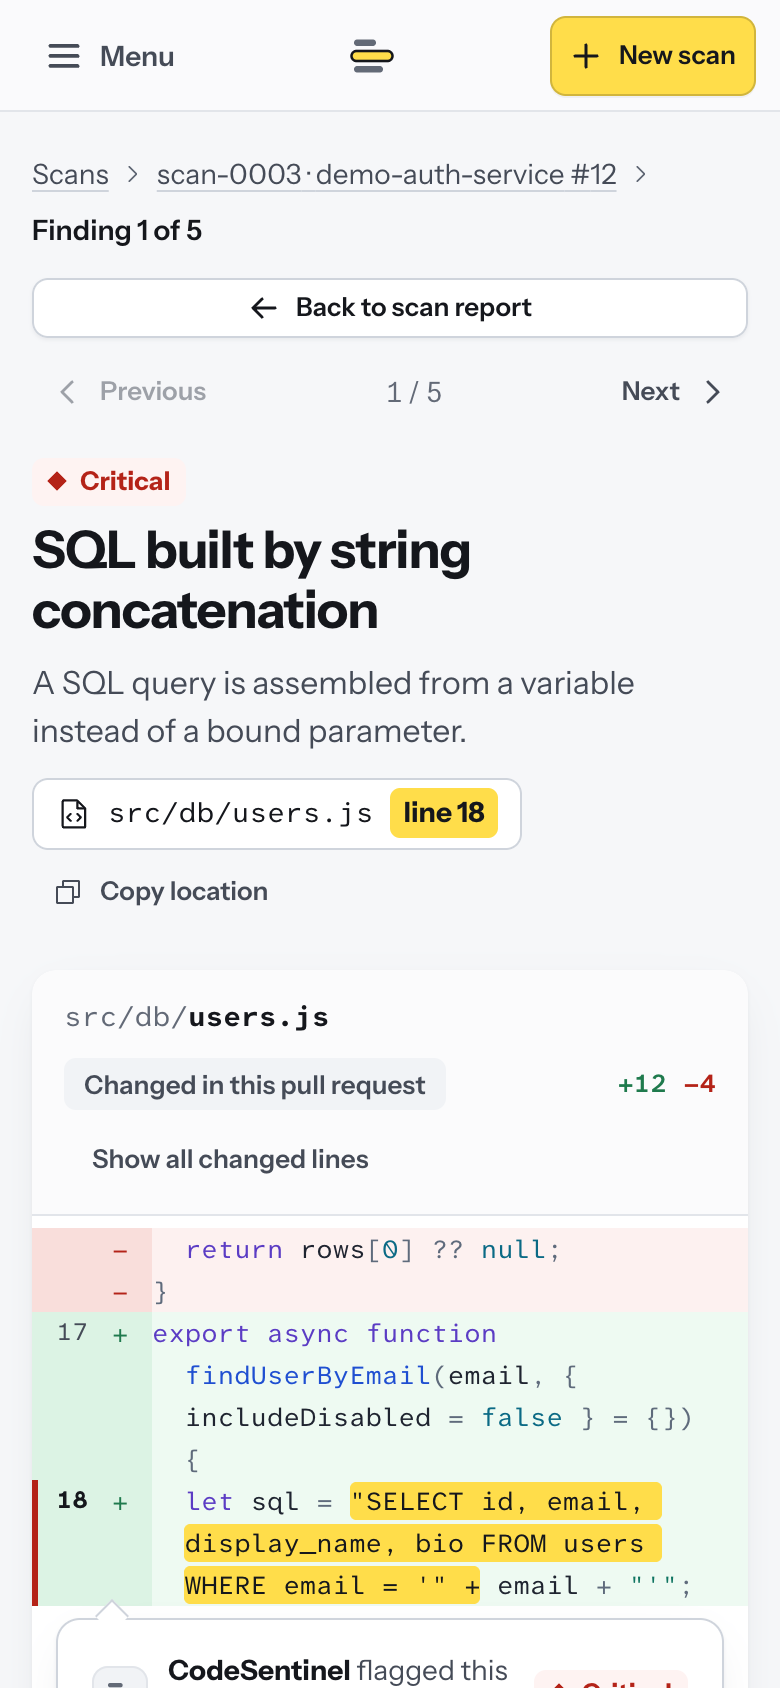 Menu
New scan
Scans > scan-0003 · demo-auth-service #12 >
Finding 1 of 5
← Back to scan report
Previous
1 / 5
Next
Critical
SQL built by string
concatenation
A SQL query is assembled from a variable
instead of a bound parameter.
src/db/users.js line 18
Copy location
src/db/users.js
Changed in this pull request +12 −4
Show all changed lines
− return rows[0] ?? null;
− }
17 + export async function
findUserByEmail(email, {
includeDisabled = false } = {})
{
18 + let sql = "SELECT id, email,
display_name, bio FROM users
WHERE email = '" + email + "'";
CodeSentinel flagged this
Critical